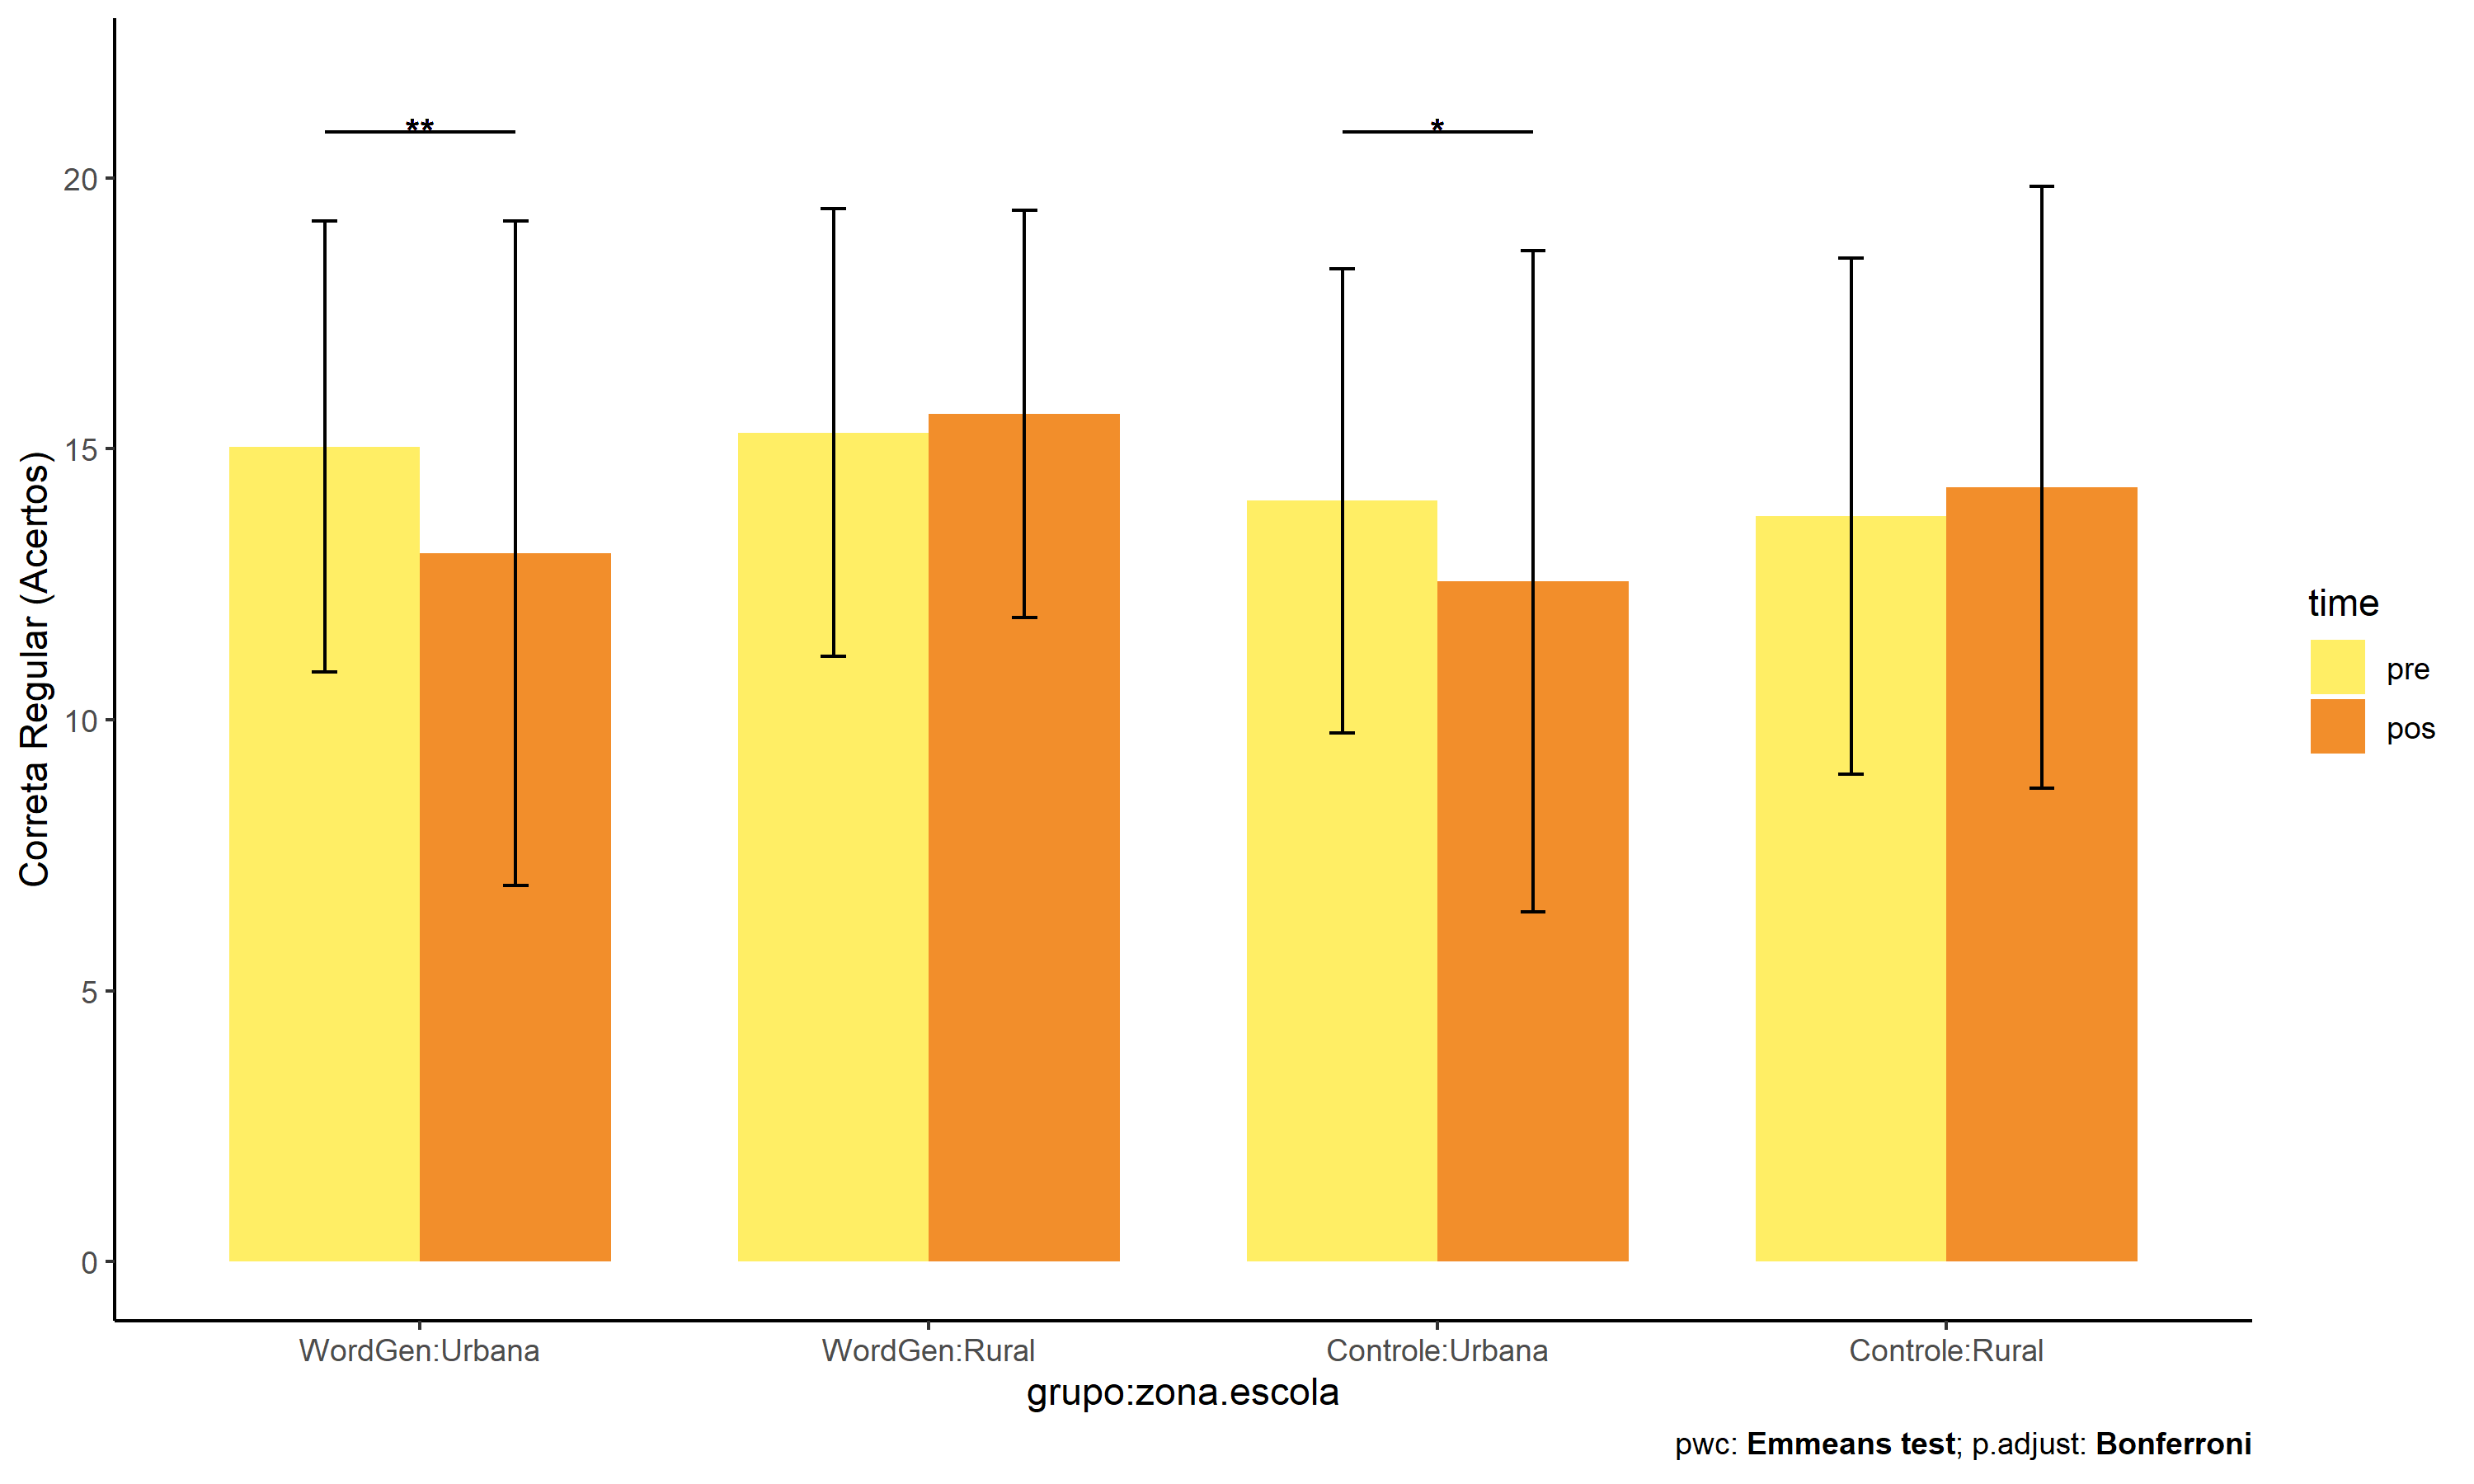 Correta Regular (Acertos)
20
15
10
5
0
**
*
WordGen:Urbana
WordGen:Rural
Controle:Urbana
Controle:Rural
grupo:zona.escola
pwc: Emmeans test; p.adjust: Bonferroni
time
pre
pos